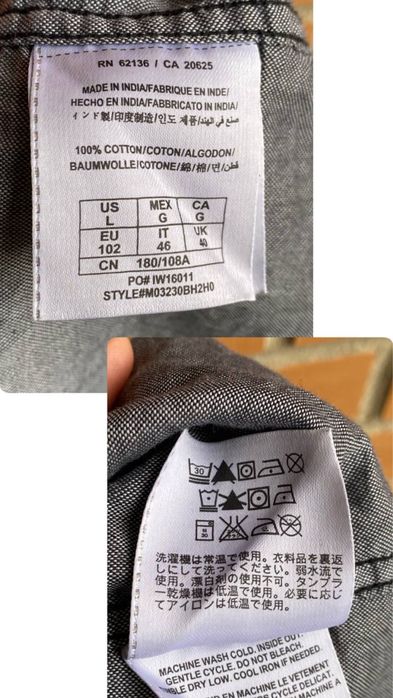 RN 62136 / CA 20625
MADE IN INDIA/FABRIQUE EN INDE/
HECHO EN INDIA/FABBRICATO IN INDIA/
インド製/印度制造/인도 제품/صنع في الهند
100% COTTON/COTON/ALGODON/
BAUMWOLLE/COTONE/綿/棉/면/قطن
US MEX CA
L G G
EU IT UK
102 46 40
CN 180/108A
PO# IW16011
STYLE#M03230BH2H0
30
洗濯機は常温で使用。衣料品を裏返
しにして洗ってください。弱水流で
使用。漂白剤の使用不可。タンブラ
ー乾燥機は低温で使用。必要に応じ
てアイロンは低温で使用。
MACHINE WASH COLD. INSIDE OUT.
GENTLE CYCLE. DO NOT BLEACH.
TUMBLE DRY LOW. COOL IRON IF NEEDED.
EN MACHINE LE VÊTEMENT
CYCLE DELICAT.